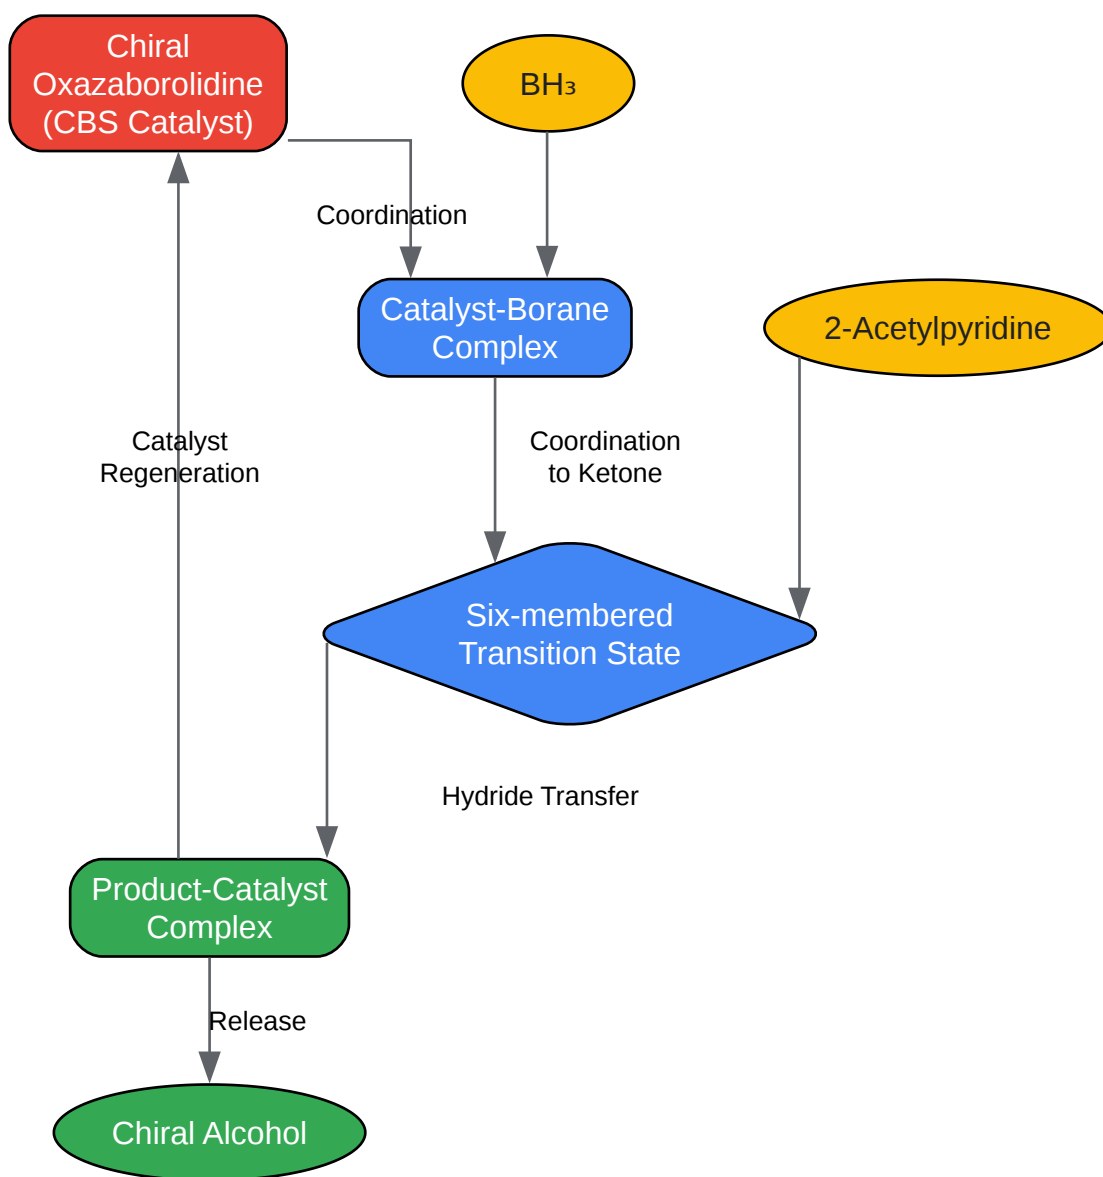 Chiral
Oxazaborolidine
(CBS Catalyst)
BH₃
Coordination
Catalyst-Borane
Complex
2-Acetylpyridine
Catalyst
Regeneration
Coordination
to Ketone
Six-membered
Transition State
Hydride Transfer
Product-Catalyst
Complex
Release
Chiral Alcohol